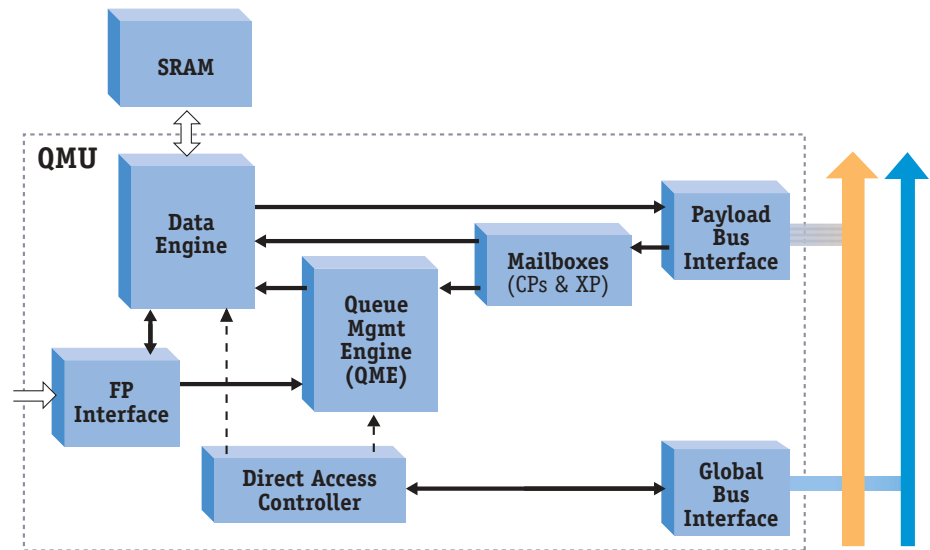 SRAM
QMU
Data
Engine
Payload
Bus
Interface
Mailboxes
(CPs & XP)
Queue
Mgmt
Engine
(QME)
FP
Interface
Direct Access
Controller
Global
Bus
Interface